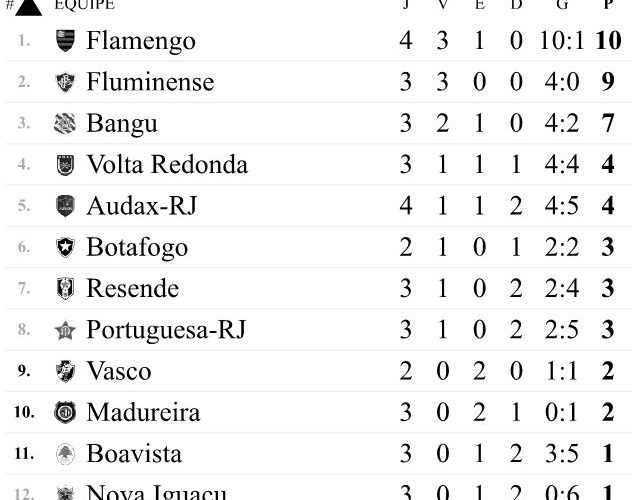 # EQUIPE J V E D G P
1. Flamengo 4 3 1 0 10:1 10
2. Fluminense 3 3 0 0 4:0 9
3. Bangu 3 2 1 0 4:2 7
4. Volta Redonda 3 1 1 1 4:4 4
5. Audax-RJ 4 1 1 2 4:5 4
6. Botafogo 2 1 0 1 2:2 3
7. Resende 3 1 0 2 2:4 3
8. Portuguesa-RJ 3 1 0 2 2:5 3
9. Vasco 2 0 2 0 1:1 2
10. Madureira 3 0 2 1 0:1 2
11. Boavista 3 0 1 2 3:5 1
12. Nova Iguaçu 3 0 1 2 0:6 1